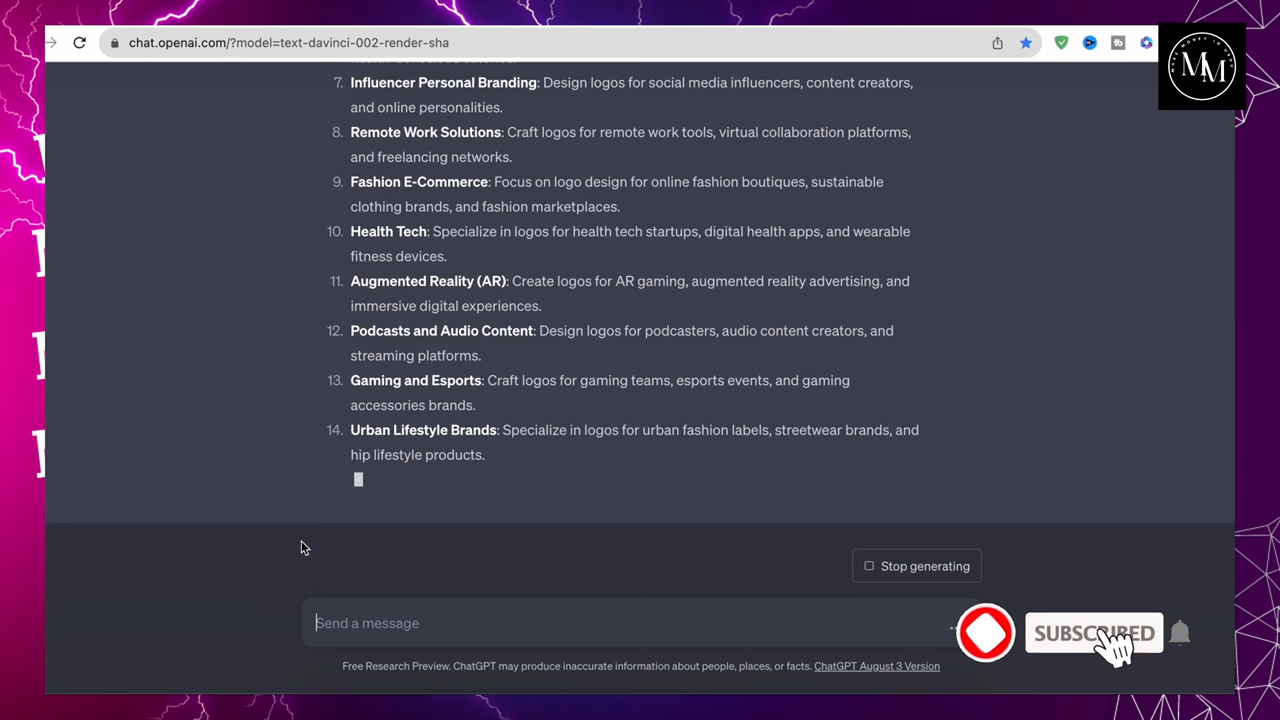 chat.openai.com/?model=text-davinci-002-render-sha
MM
7. Influencer Personal Branding: Design logos for social media influencers, content creators,
and online personalities.
8. Remote Work Solutions: Craft logos for remote work tools, virtual collaboration platforms,
and freelancing networks.
9. Fashion E-Commerce: Focus on logo design for online fashion boutiques, sustainable
clothing brands, and fashion marketplaces.
10. Health Tech: Specialize in logos for health tech startups, digital health apps, and wearable
fitness devices.
11. Augmented Reality (AR): Create logos for AR gaming, augmented reality advertising, and
immersive digital experiences.
12. Podcasts and Audio Content: Design logos for podcasters, audio content creators, and
streaming platforms.
13. Gaming and Esports: Craft logos for gaming teams, esports events, and gaming
accessories brands.
14. Urban Lifestyle Brands: Specialize in logos for urban fashion labels, streetwear brands, and
hip lifestyle products.
Stop generating
Send a message
SUBSCRIBED
Free Research Preview. ChatGPT may produce inaccurate information about people, places, or facts. ChatGPT August 3 Version